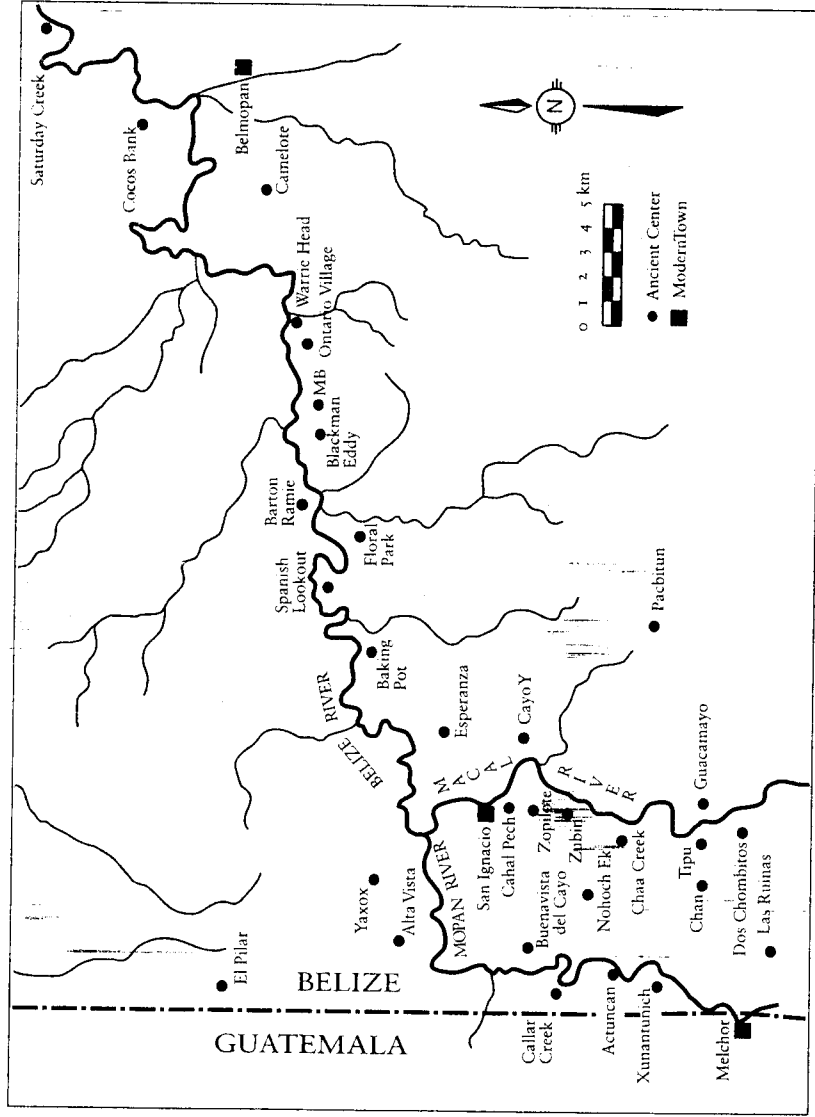 Saturday Creek
Cocos Bank
Belmopan
Camelote
Warrie Head
Ontario Village
MB
Blackman
Eddy
Barton
Ramie
Floral
Park
Spanish
Lookout
Baking
Pot
Pacbitun
BELIZE RIVER
Esperanza
Cayo Y
MACAL RIVER
Guacamayo
San Ignacio
Cahal Pech
Zopilote
Zubin
Chaa Creek
Tipu
Dos Chombitos
Yaxox
Alta Vista
MOPAN RIVER
Buenavista
del Cayo
Nohoch Ek
Chan
Las Ruinas
El Pilar
BELIZE
GUATEMALA
Callar
Creek
Actuncan
Xunantunich
Melchor
N
0 1 2 3 4 5 km
Ancient Center
Modern Town